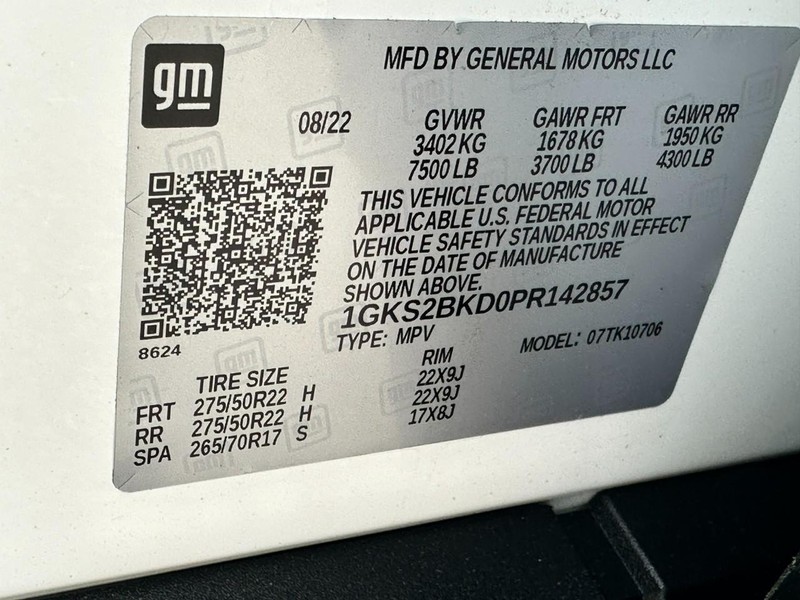 gm
MFD BY GENERAL MOTORS LLC
08/22 GVWR GAWR FRT GAWR RR
3402 KG 1678 KG 1950 KG
7500 LB 3700 LB 4300 LB
THIS VEHICLE CONFORMS TO ALL
APPLICABLE U.S. FEDERAL MOTOR
VEHICLE SAFETY STANDARDS IN EFFECT
ON THE DATE OF MANUFACTURE
SHOWN ABOVE.
1GKS2BKD0PR142857
8624
TYPE: MPV MODEL: 07TK10706
TIRE SIZE RIM
FRT 275/50R22 H 22X9J
RR 275/50R22 H 22X9J
SPA 265/70R17 S 17X8J